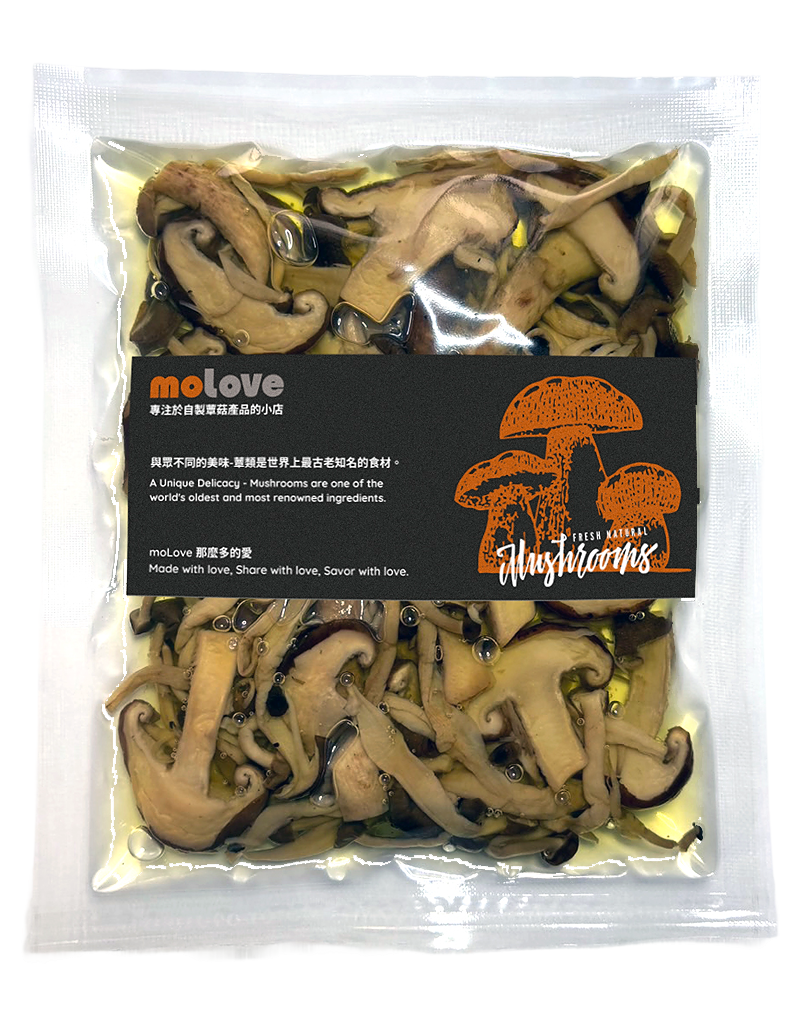 moLove
專注於自製蕈菇產品的小店
與眾不同的美味-蕈類是世界上最古老知名的食材。
A Unique Delicacy - Mushrooms are one of the
world's oldest and most renowned ingredients.
moLove 那麼多的愛
Made with love, Share with love, Savor with love.
FRESH NATURAL
Mushrooms